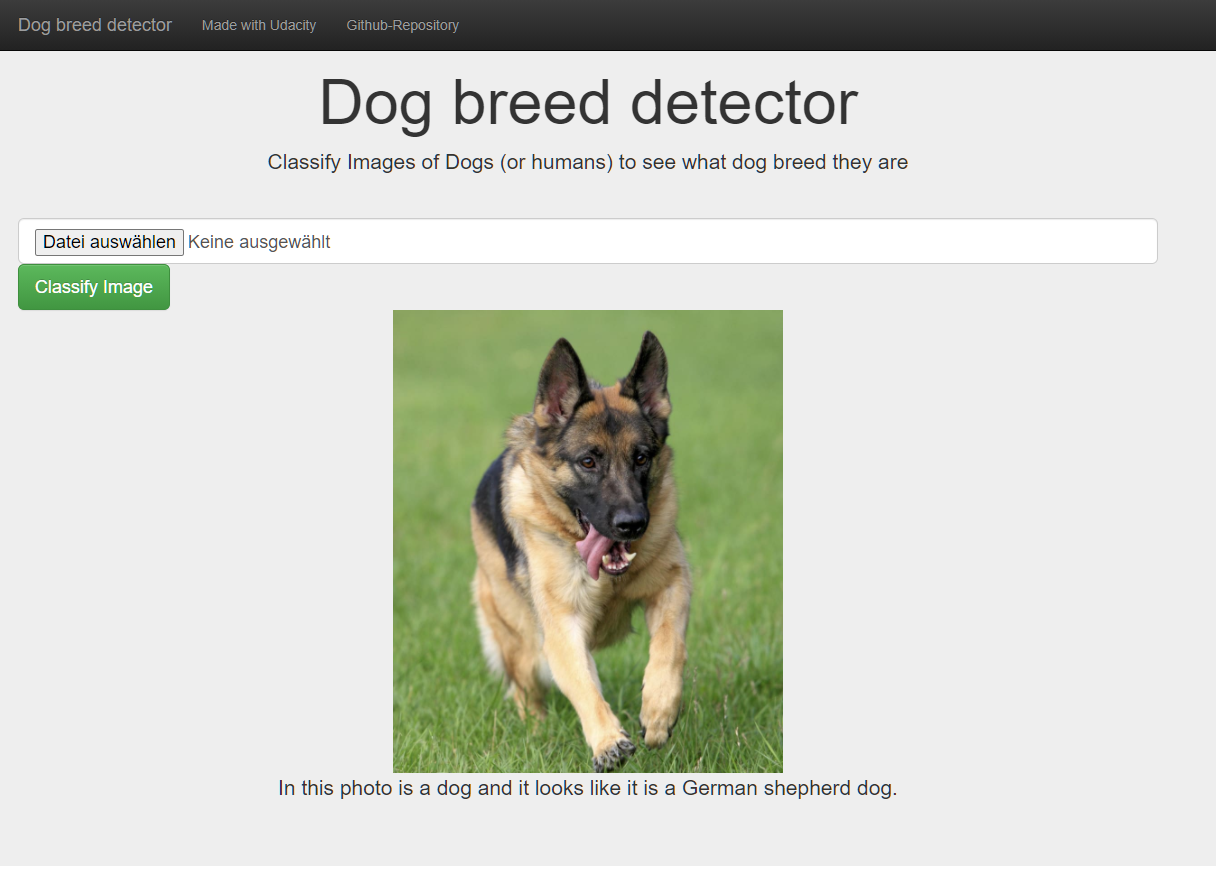 Dog breed detector Made with Udacity Github-Repository
Dog breed detector
Classify Images of Dogs (or humans) to see what dog breed they are
Datei auswählen Keine ausgewählt
Classify Image
In this photo is a dog and it looks like it is a German shepherd dog.